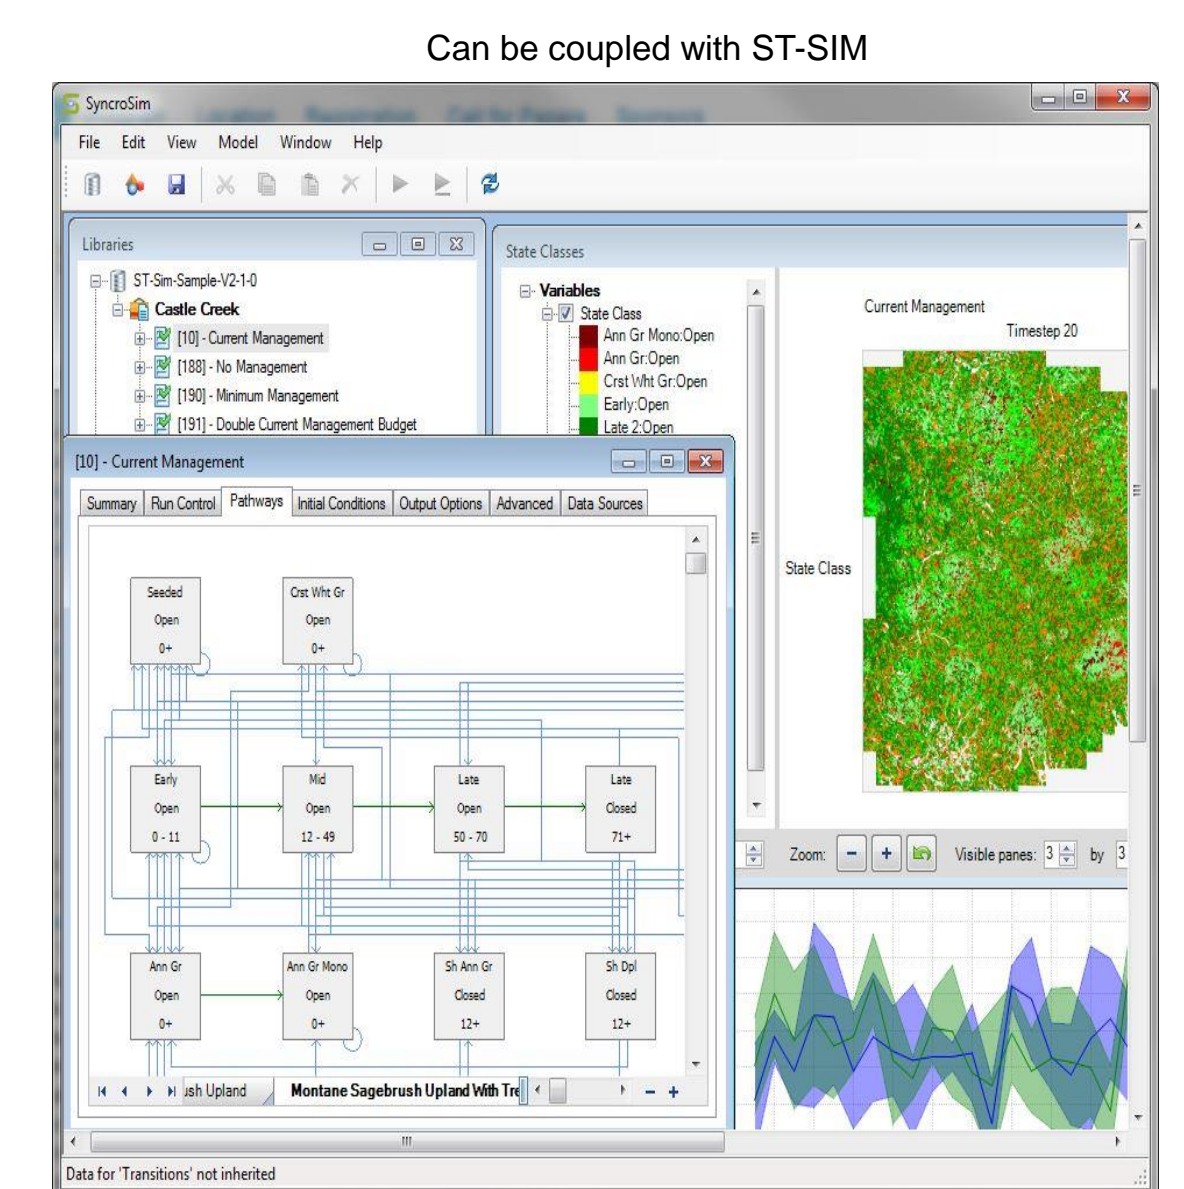 Can be coupled with ST-SIM
SyncroSim
File Edit View Model Window Help
Libraries
ST-Sim-Sample-V2-1-0
Castle Creek
[10] - Current Management
[188] - No Management
[190] - Minimum Management
[191] - Double Current Management Budget
State Classes
Variables
State Class
Ann Gr Mono:Open
Ann Gr:Open
Crst Wht Gr:Open
Early:Open
Late 2:Open
Current Management
Timestep 20
State Class
[10] - Current Management
Summary Run Control Pathways Initial Conditions Output Options Advanced Data Sources
Seeded
Open
0+
Crst Wht Gr
Open
0+
Early
Open
0 - 11
Mid
Open
12 - 49
Late
Open
50 - 70
Late
Closed
71+
Ann Gr
Open
0+
Ann Gr Mono
Open
0+
Sh Ann Gr
Closed
12+
Sh Dpl
Closed
12+
ush Upland Montane Sagebrush Upland With Tre
Zoom: Visible panes: 3 by 3
Data for 'Transitions' not inherited